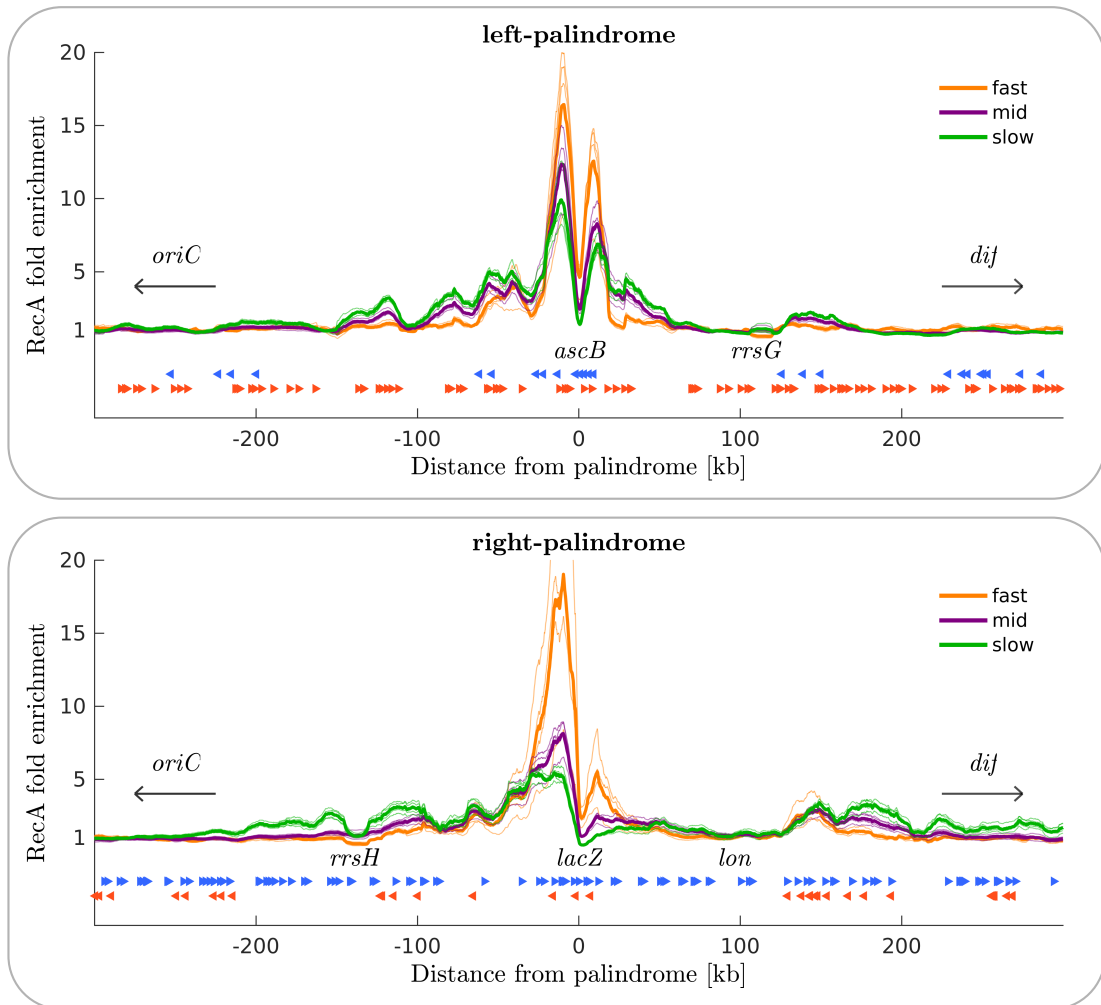 left-palindrome
20
15
10
5
1
RecA fold enrichment
fast
mid
slow
oriC
dif
ascB
rrsG
-200
-100
0
100
200
Distance from palindrome [kb]
right-palindrome
20
15
10
5
1
RecA fold enrichment
fast
mid
slow
oriC
dif
rrsH
lacZ
lon
-200
-100
0
100
200
Distance from palindrome [kb]